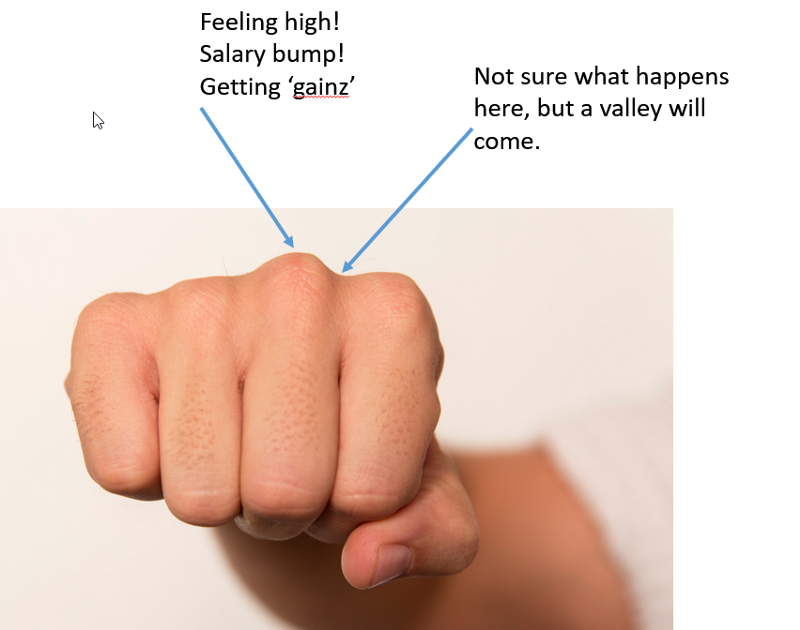 Feeling high!
Salary bump!
Getting ‘gainz’
Not sure what happens
here, but a valley will
come.